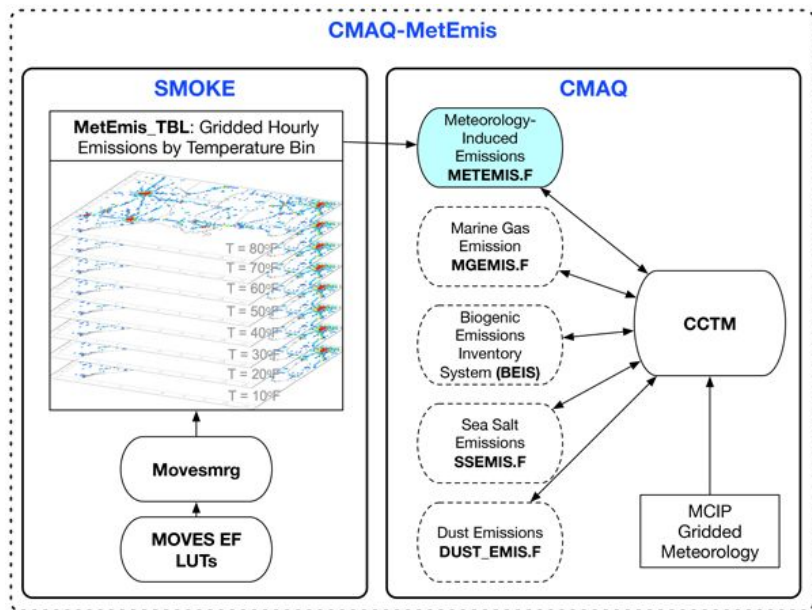 CMAQ-MetEmis
SMOKE
MetEmis_TBL: Gridded Hourly
Emissions by Temperature Bin
T = 80°F
T = 70°F
T = 60°F
T = 50°F
T = 40°F
T = 30°F
T = 20°F
T = 10°F
Movesmrg
MOVES EF
LUTs
CMAQ
Meteorology-
Induced
Emissions
METEMIS.F
Marine Gas
Emission
MGEMIS.F
Biogenic
Emissions
Inventory
System (BEIS)
Sea Salt
Emissions
SSEMIS.F
Dust Emissions
DUST_EMIS.F
CCTM
MCIP
Gridded
Meteorology